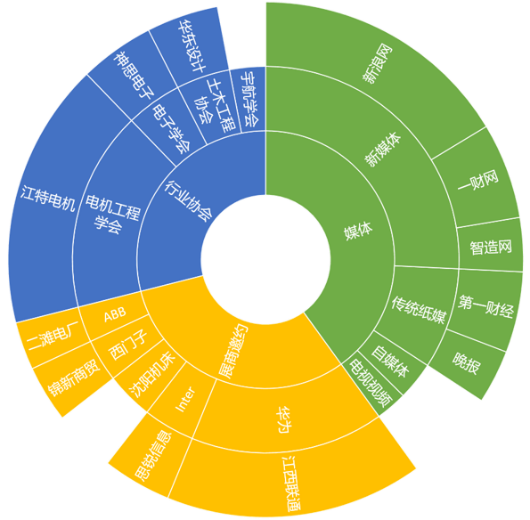 媒体
新媒体
新浪网
一财网
智造网
传统纸媒
第一财经
晚报
自媒体
电视视频
展商邀约
华为
江西联通
Inter
思锐信息
沈阳机床
西门子
锦新商贸
ABB
二滩电厂
行业协会
电机工程
学会
江特电机
电子学会
神思电子
土木工程
协会
华东设计
宇航学会